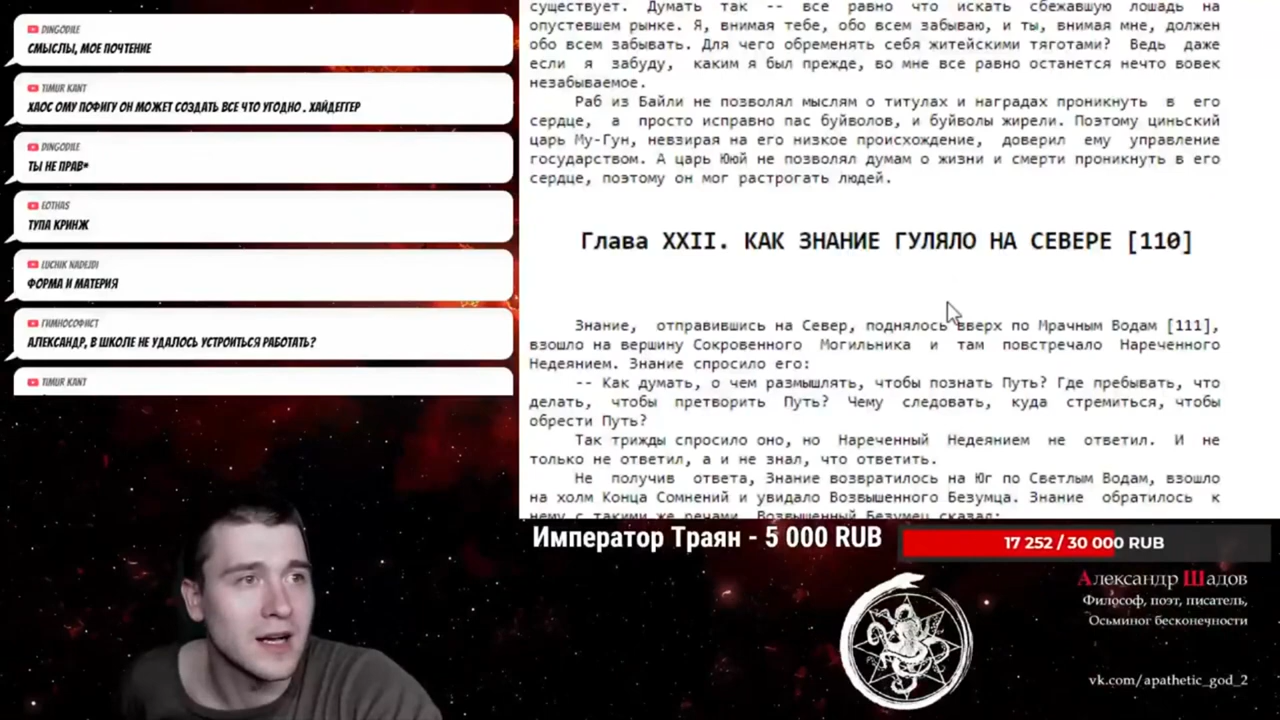 DINGODILE
СМЫСЛЫ, МОЕ ПОЧТЕНИЕ
TIMUR KANT
ХАОС ОМУ ПОФИГУ ОН МОЖЕТ СОЗДАТЬ ВСЕ ЧТО УГОДНО . ХАЙДЕГГЕР
DINGODILE
ТЫ НЕ ПРАВ*
EOTHAS
ТУПА КРИНЖ
LUCHIK NADEJDI
ФОРМА И МАТЕРИЯ
ГИМНОСОФИСТ
АЛЕКСАНДР, В ШКОЛЕ НЕ УДАЛОСЬ УСТРОИТЬСЯ РАБОТАТЬ?
TIMUR KANT
существует. Думать так -- все равно что искать сбежавшую лошадь на
опустевшем рынке. Я, внимая тебе, обо всем забываю, и ты, внимая мне, должен
обо всем забывать. Для чего обременять себя житейскими тяготами? Ведь даже
если я забуду, каким я был прежде, во мне все равно останется нечто вовек
незабываемое.
Раб из Байли не позволял мыслям о титулах и наградах проникнуть в его
сердце, а просто исправно пас буйволов, и буйволы жирели. Поэтому циньский
царь Му-Гун, невзирая на его низкое происхождение, доверил ему управление
государством. А царьЮюй не позволял думам о жизни и смерти проникнуть в его
сердце, поэтому он мог растрогать людей.
Глава XXII. КАК ЗНАНИЕ ГУЛЯЛО НА СЕВЕРЕ [110]
Знание, отправившись на Север, поднялось вверх по Мрачным Водам [111],
взошло на вершину Сокровенного Могильника и там повстречало Нареченного
Недеянием. Знание спросило его:
-- Как думать, о чем размышлять, чтобы познать Путь? Где пребывать, что
делать, чтобы претворить Путь? Чему следовать, куда стремиться, чтобы
обрести Путь?
Так трижды спросило оно, но Нареченный Недеянием не ответил. И не
только не ответил, а и не знал, что ответить.
Не получив ответа, Знание возвратилось на Юг по Светлым Водам, взошло
на холм Конца Сомнений и увидало Возвышенного Безумца. Знание обратилось к
нему с такими же речами. Возвышенный Безумец сказал:
Император Траян - 5 000 RUB
17 252 / 30 000 RUB
Александр Шадов
Философ, поэт, писатель,
Осьминог бесконечности
vk.com/apathetic_god_2